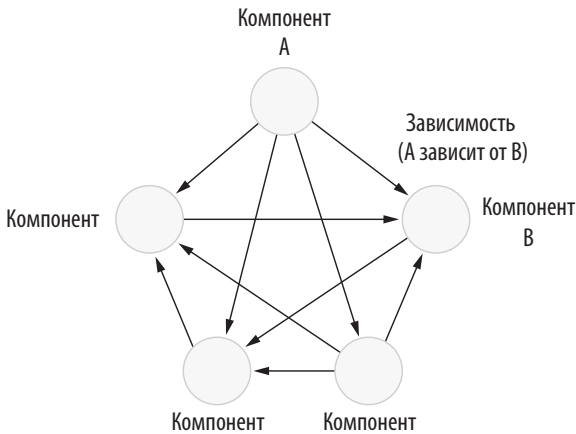 Компонент
A
Зависимость
(A зависит от B)
Компонент
Компонент
B
Компонент
Компонент